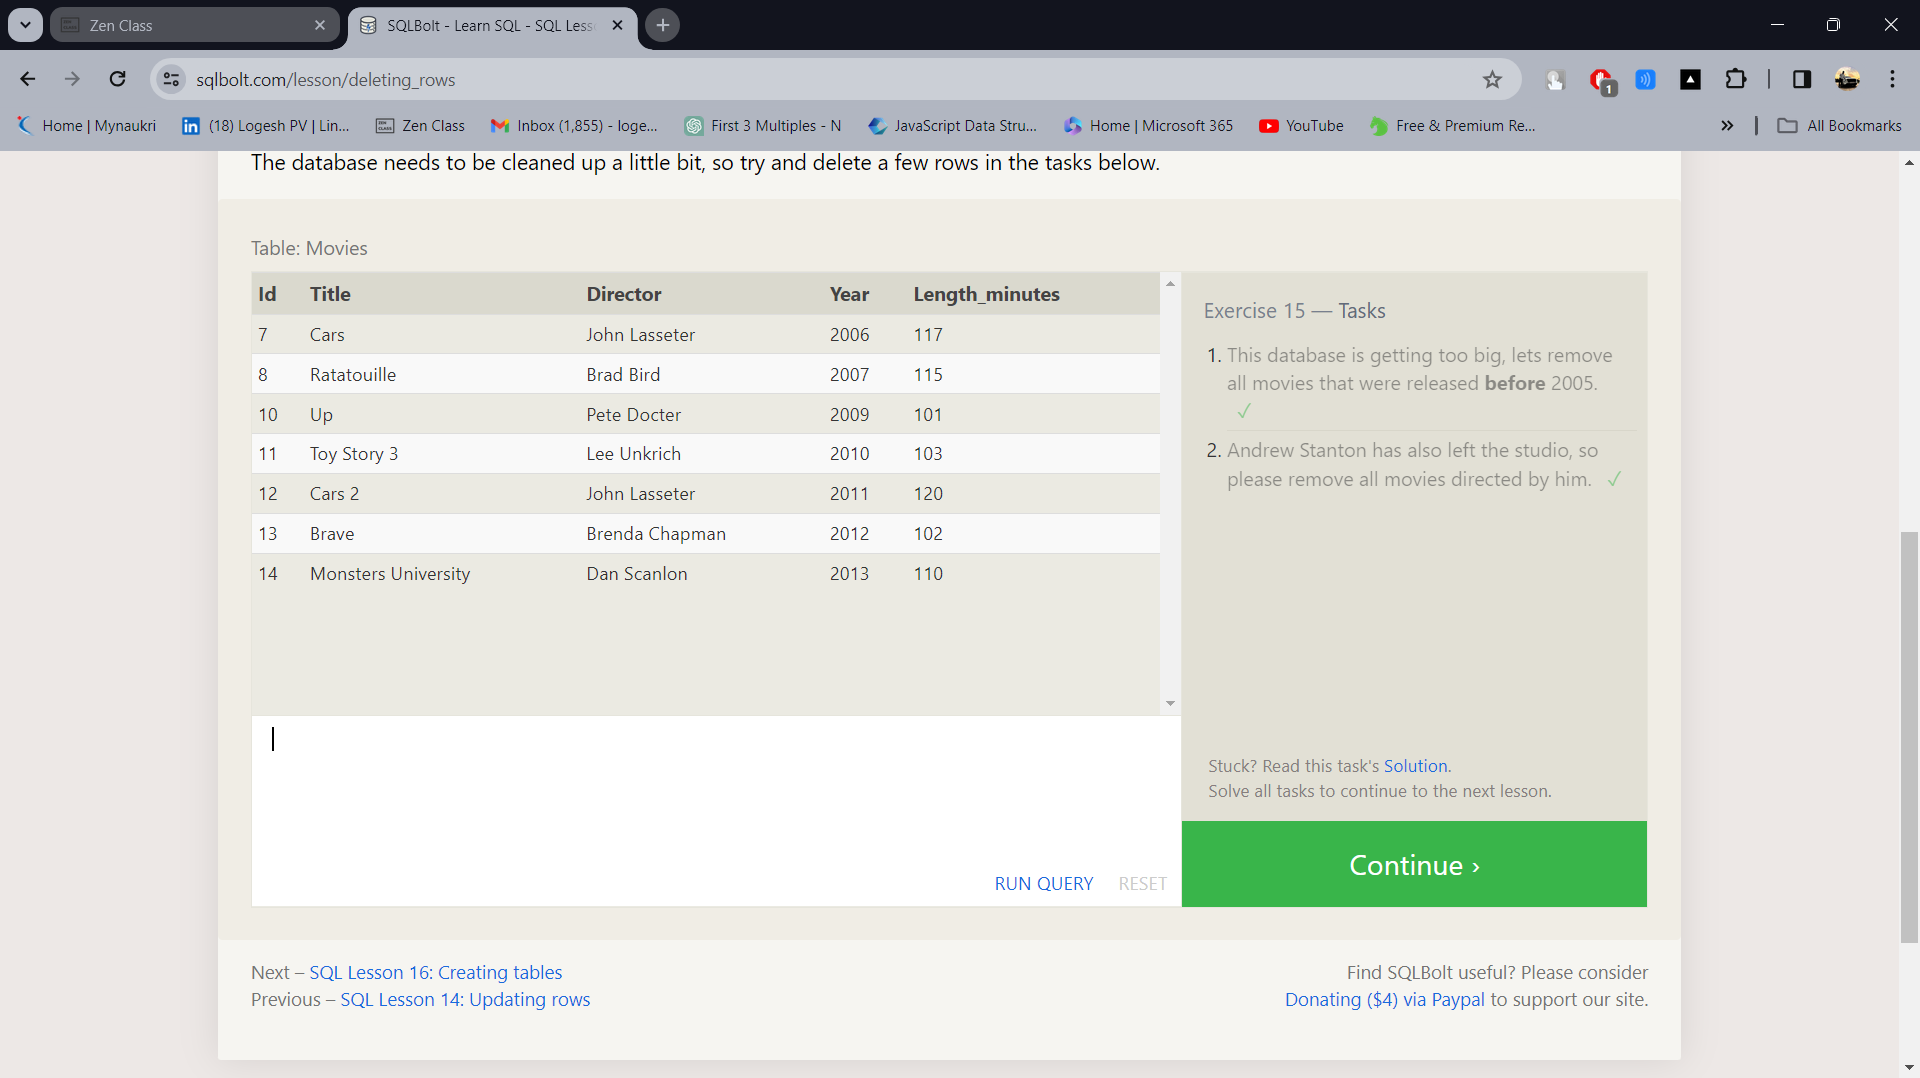 Zen Class
SQLBolt - Learn SQL - SQL Less
sqlbolt.com/lesson/deleting_rows
1
Home | Mynaukri
(18) Logesh PV | Lin...
Zen Class
Inbox (1,855) - loge...
First 3 Multiples - N
JavaScript Data Stru...
Home | Microsoft 365
YouTube
Free & Premium Re...
All Bookmarks
The database needs to be cleaned up a little bit, so try and delete a few rows in the tasks below.
Table: Movies
Id Title Director Year Length_minutes
7 Cars John Lasseter 2006 117
8 Ratatouille Brad Bird 2007 115
10 Up Pete Docter 2009 101
11 Toy Story 3 Lee Unkrich 2010 103
12 Cars 2 John Lasseter 2011 120
13 Brave Brenda Chapman 2012 102
14 Monsters University Dan Scanlon 2013 110
RUN QUERY RESET
Exercise 15 — Tasks
1. This database is getting too big, lets remove
all movies that were released before 2005.
✓
2. Andrew Stanton has also left the studio, so
please remove all movies directed by him. ✓
Stuck? Read this task's Solution.
Solve all tasks to continue to the next lesson.
Continue ›
Next – SQL Lesson 16: Creating tables
Previous – SQL Lesson 14: Updating rows
Find SQLBolt useful? Please consider
Donating ($4) via Paypal to support our site.